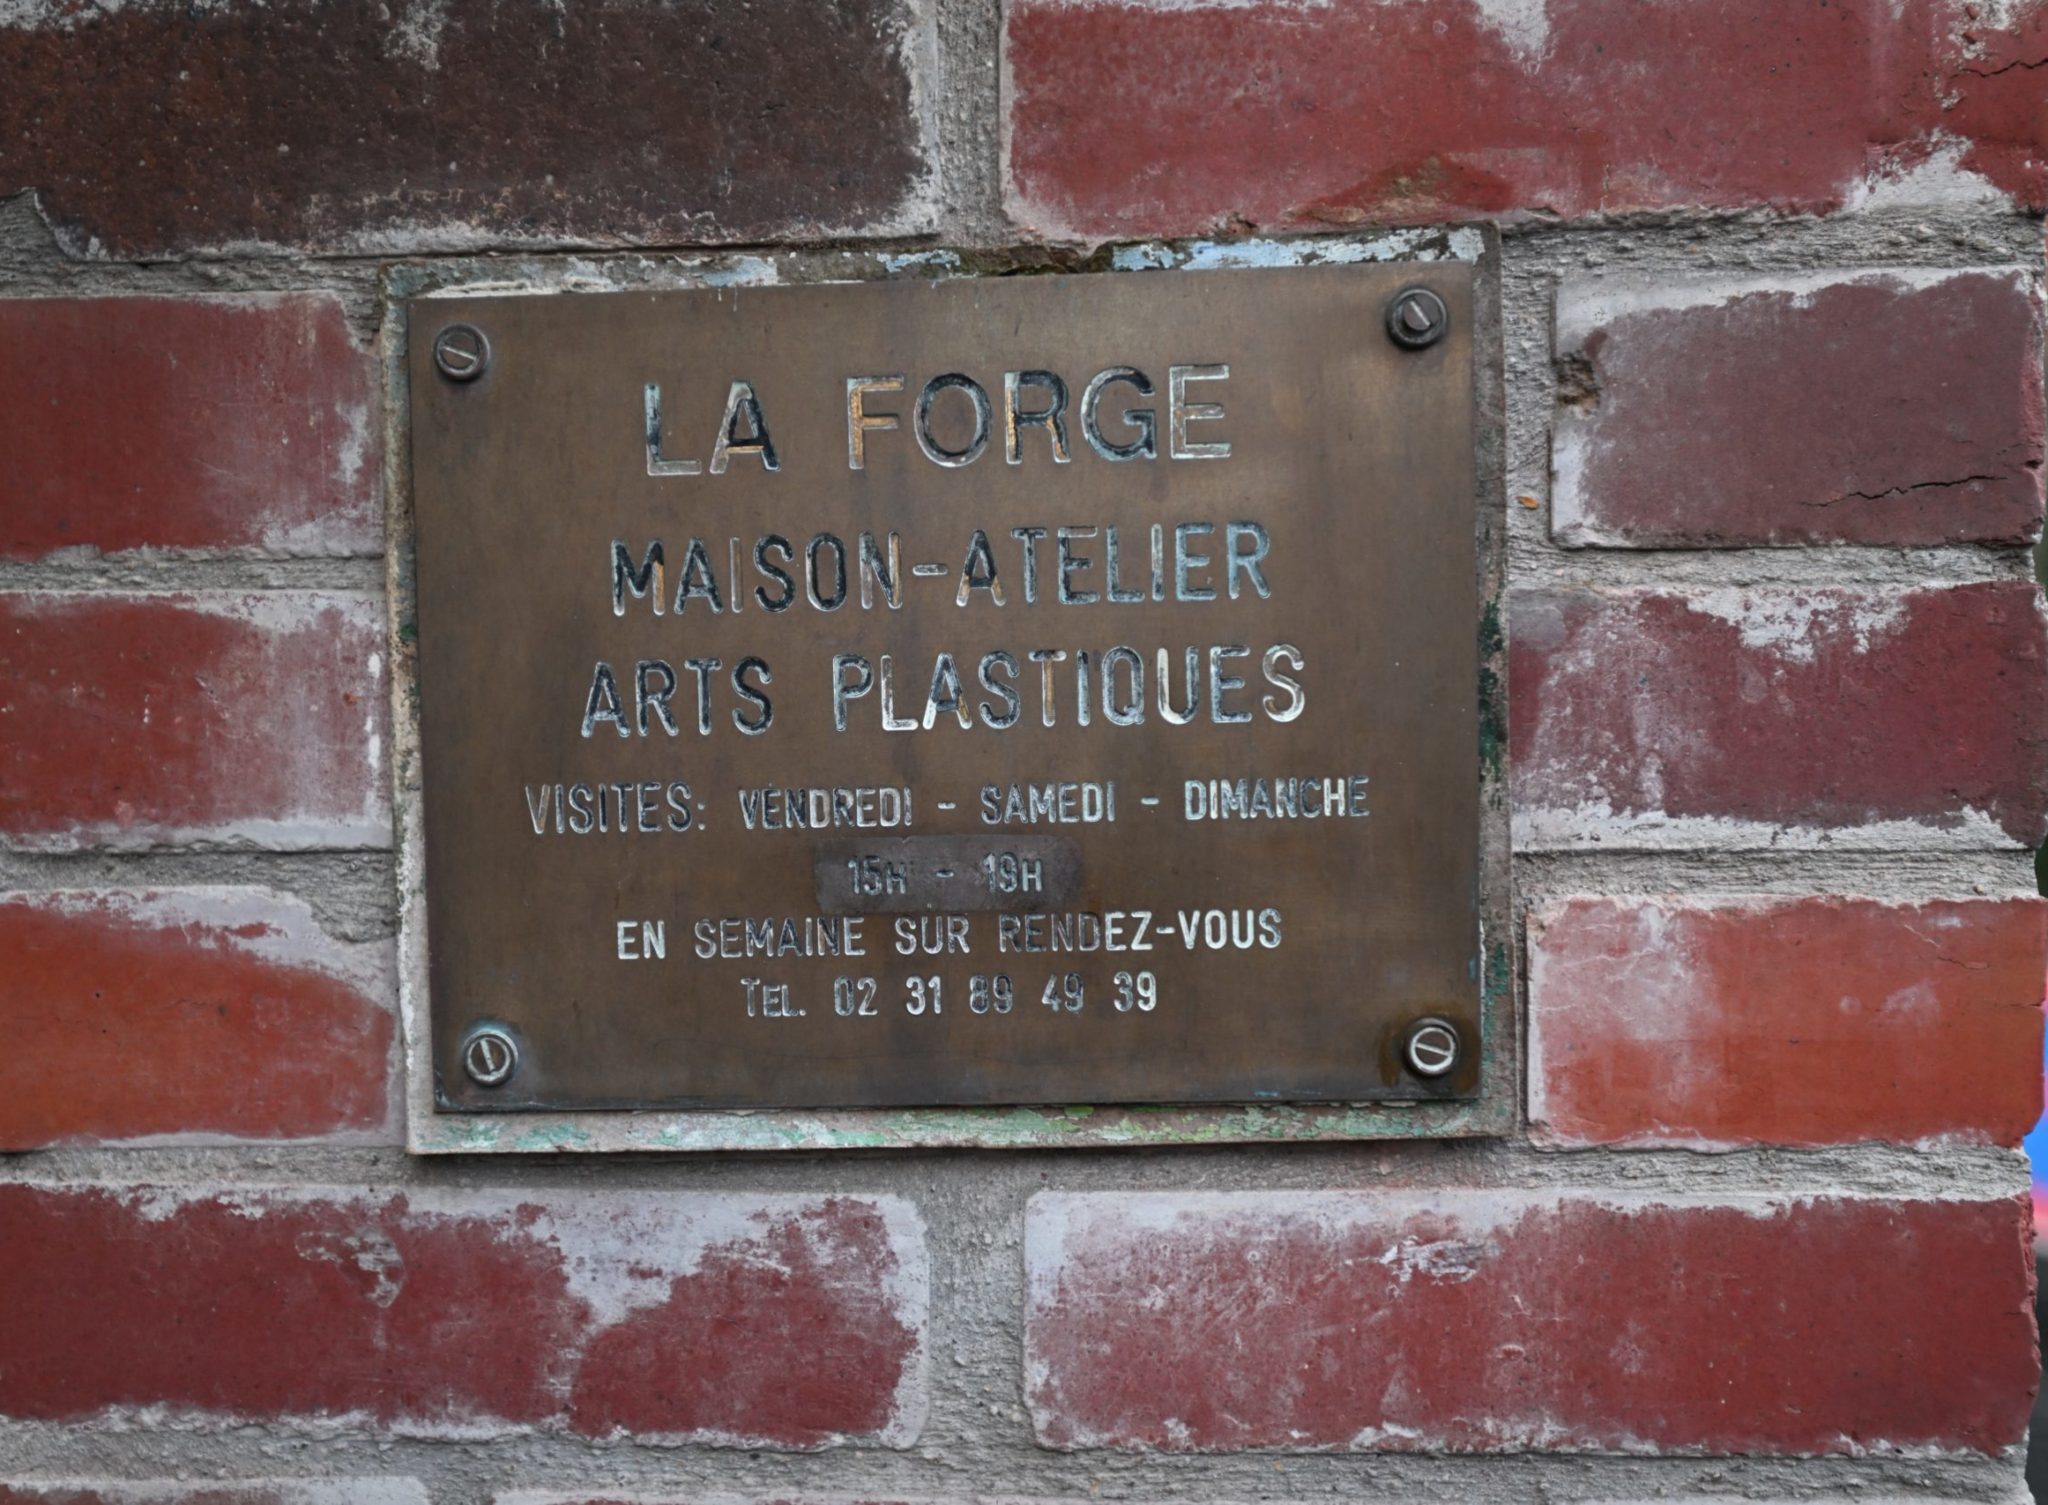 LA FORGE
MAISON-ATELIER
ARTS PLASTIQUES
VISITES: VENDREDI - SAMEDI - DIMANCHE
15H - 19H
EN SEMAINE SUR RENDEZ-VOUS
TEL. 02 31 89 49 39